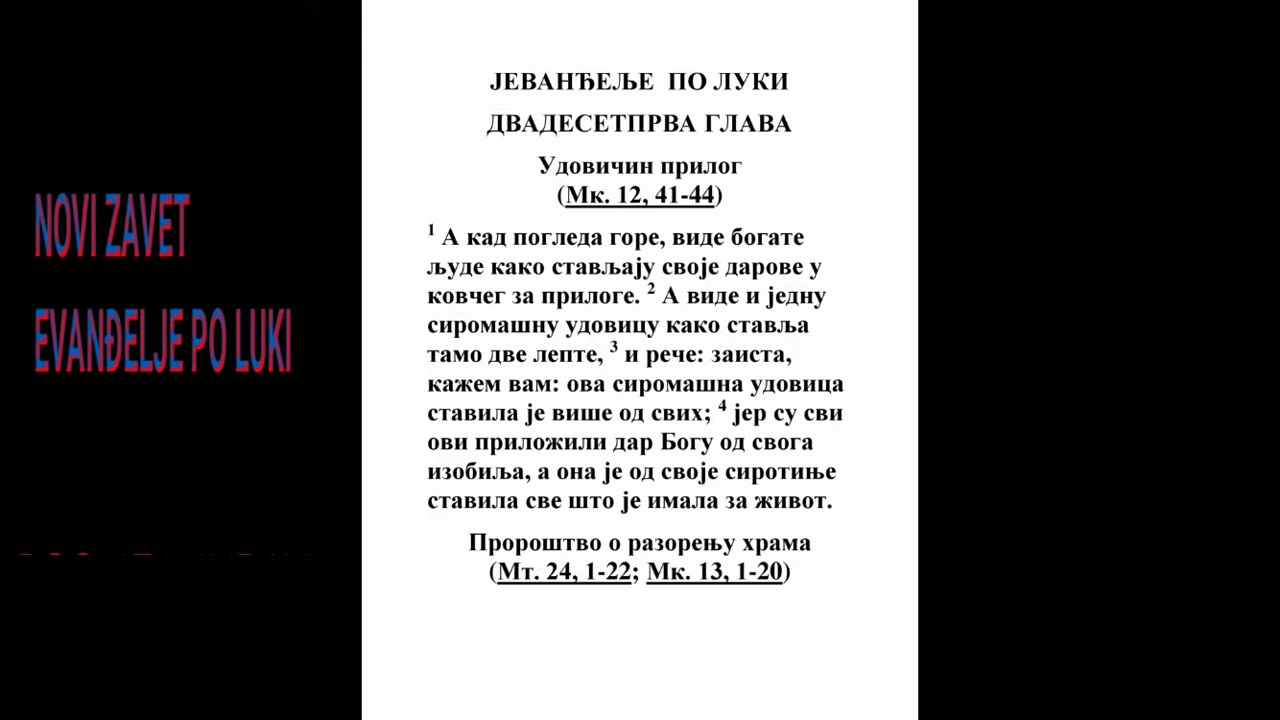 NOVI ZAVET
EVANĐELJE PO LUKI
ЈЕВАНЂЕЉЕ ПО ЛУКИ
ДВАДЕСЕТПРВА ГЛАВА
Удовичин прилог
(Мк. 12, 41-44)
1 А кад погледа горе, виде богате
људе како стављају своје дарове у
ковчег за прилоге. 2 А виде и једну
сиромашну удовицу како ставља
тамо две лепте, 3 и рече: заиста,
кажем вам: ова сиромашна удовица
ставила је више од свих; 4 јер су сви
ови приложили дар Богу од свога
изобиља, а она је од своје сиротиње
ставила све што је имала за живот.
Пророштво о разорењу храма
(Мт. 24, 1-22; Мк. 13, 1-20)